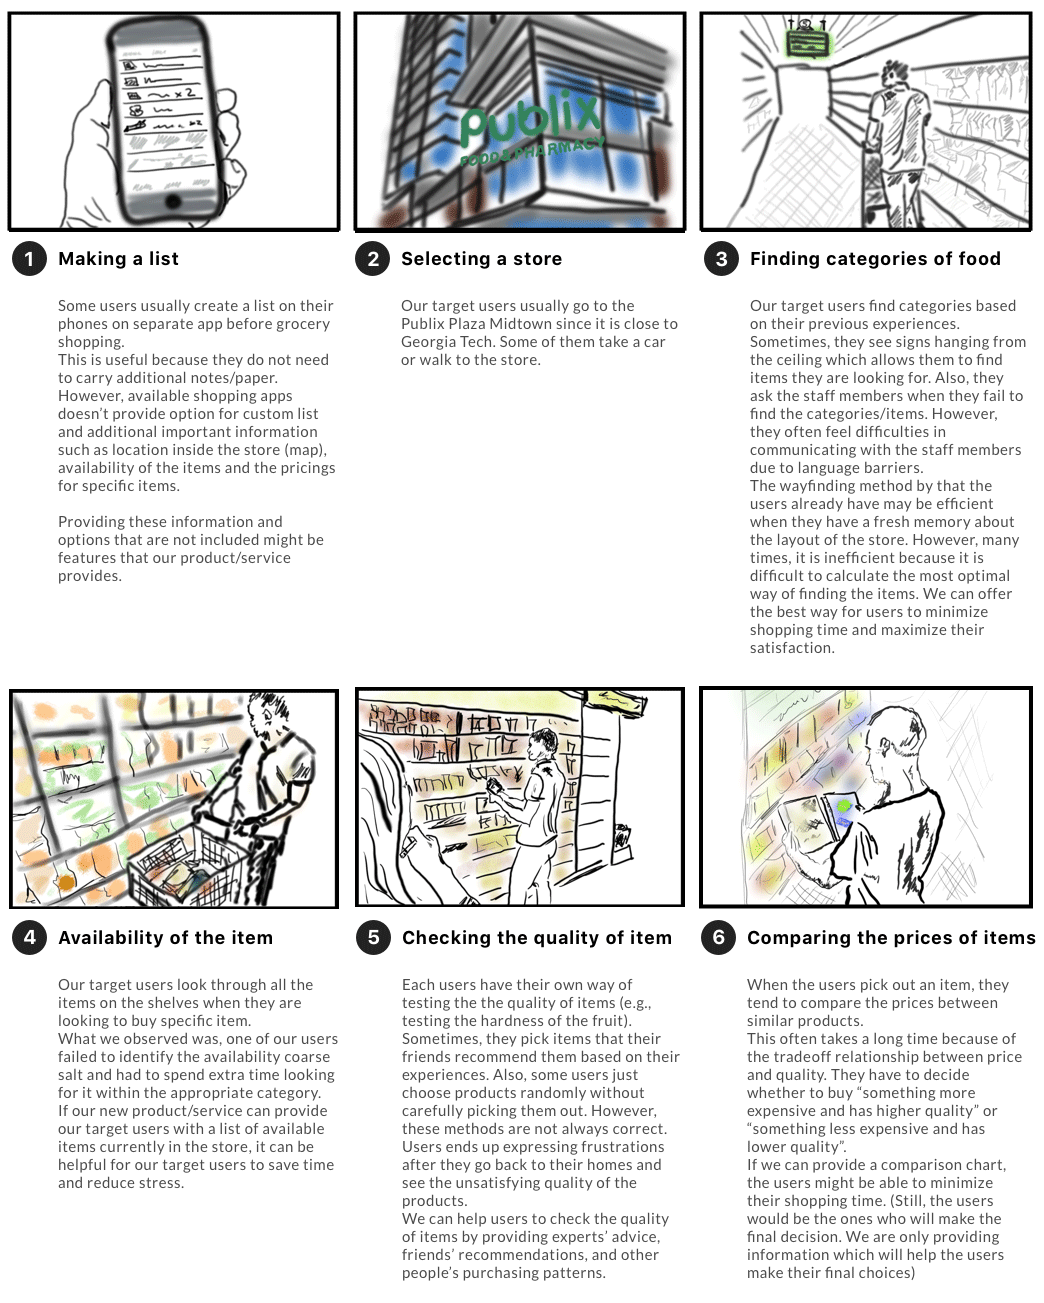 x2
x2
publix
FOOD & PHARMACY
1 Making a list
Some users usually create a list on their
phones on separate app before grocery
shopping.
This is useful because they do not need
to carry additional notes/paper.
However, available shopping apps
doesn't provide option for custom list
and additional important information
such as location inside the store (map),
availability of the items and the pricings
for specific items.
Providing these information and
options that are not included might be
features that our product/service
provides.
2 Selecting a store
Our target users usually go to the
Publix Plaza Midtown since it is close to
Georgia Tech. Some of them take a car
or walk to the store.
3 Finding categories of food
Our target users find categories based
on their previous experiences.
Sometimes, they see signs hanging from
the ceiling which allows them to find
items they are looking for. Also, they
ask the staff members when they fail to
find the categories/items. However,
they often feel difficulties in
communicating with the staff members
due to language barriers.
The wayfinding method by that the
users already have may be efficient
when they have a fresh memory about
the layout of the store. However, many
times, it is inefficient because it is
difficult to calculate the most optimal
way of finding the items. We can offer
the best way for users to minimize
shopping time and maximize their
satisfaction.
4 Availability of the item
Our target users look through all the
items on the shelves when they are
looking to buy specific item.
What we observed was, one of our users
failed to identify the availability coarse
salt and had to spend extra time looking
for it within the appropriate category.
If our new product/service can provide
our target users with a list of available
items currently in the store, it can be
helpful for our target users to save time
and reduce stress.
5 Checking the quality of item
Each users have their own way of
testing the the quality of items (e.g.,
testing the hardness of the fruit).
Sometimes, they pick items that their
friends recommend them based on their
experiences. Also, some users just
choose products randomly without
carefully picking them out. However,
these methods are not always correct.
Users ends up expressing frustrations
after they go back to their homes and
see the unsatisfying quality of the
products.
We can help users to check the quality
of items by providing experts' advice,
friends' recommendations, and other
people's purchasing patterns.
6 Comparing the prices of items
When the users pick out an item, they
tend to compare the prices between
similar products.
This often takes a long time because of
the tradeoff relationship between price
and quality. They have to decide
whether to buy “something more
expensive and has higher quality” or
“something less expensive and has
lower quality”.
If we can provide a comparison chart,
the users might be able to minimize
their shopping time. (Still, the users
would be the ones who will make the
final decision. We are only providing
information which will help the users
make their final choices)